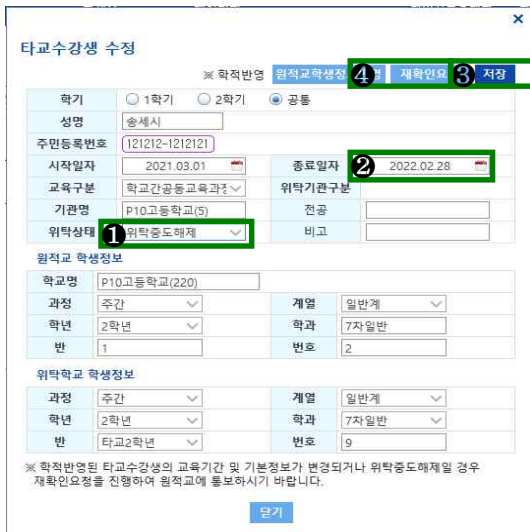 ×
타교수강생 수정
※ 학적반영 원적교학생정 4 영 재확인요 3 저장
학기 1학기 2학기 공통
성명 송세시
주민등록번호 121212-1212121
시작일자 2021.03.01 종료일자 2 2022.02.28
교육구분 학교간공동교육과정 위탁기관구분
기관명 P10고등학교(5) 전공
위탁상태 1 위탁중도해제 비고
원적교 학생정보
학교명 P10고등학교(220)
과정 주간 계열 일반계
학년 2학년 학과 7차일반
반 1 번호 2
위탁학교 학생정보
과정 주간 계열 일반계
학년 2학년 학과 7차일반
반 타교2학년 번호 9
※ 학적반영된 타교수강생의 교육기간 및 기본정보가 변경되거나 위탁중도해제일 경우
재확인요청을 진행하여 원적교에 통보하시기 바랍니다.
닫기